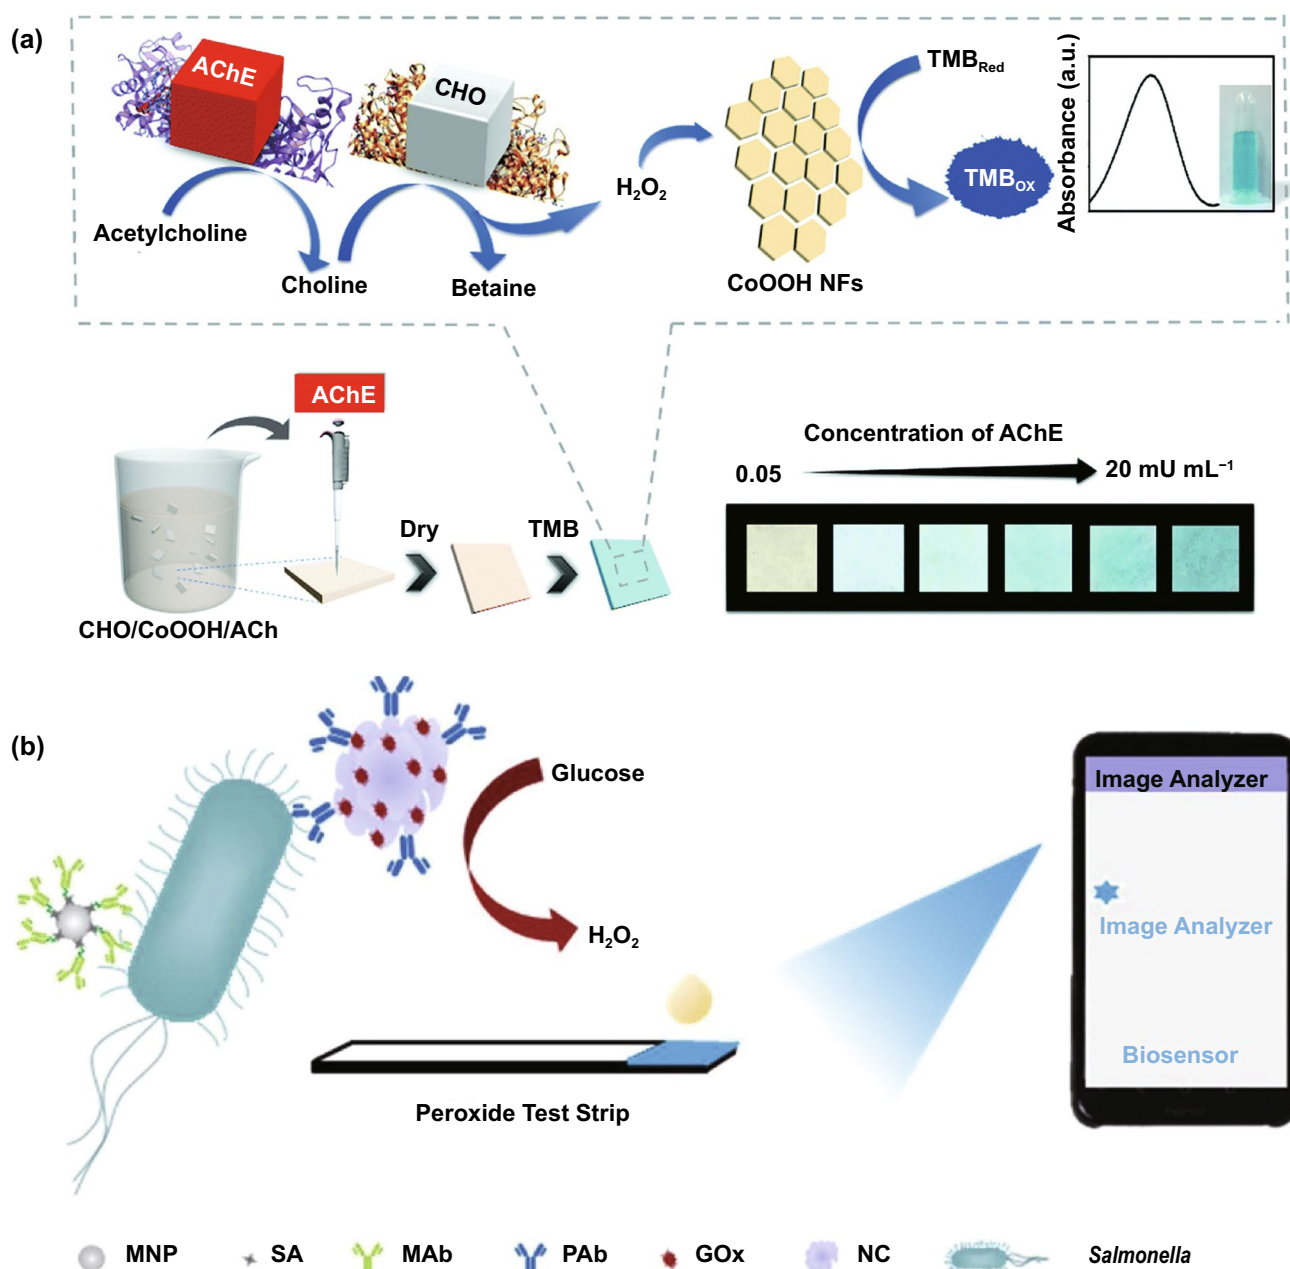 (a)
AChE
CHO
TMBRed
Absorbance (a.u.)
H2O2
TMBOX
Acetylcholine
Choline
Betaine
CoOOH NFs
AChE
Concentration of AChE
0.05
20 mU mL−1
Dry
TMB
CHO/CoOOH/ACh
(b)
Glucose
Image Analyzer
H2O2
Image Analyzer
Biosensor
Peroxide Test Strip
MNP
SA
MAb
PAb
GOx
NC
Salmonella